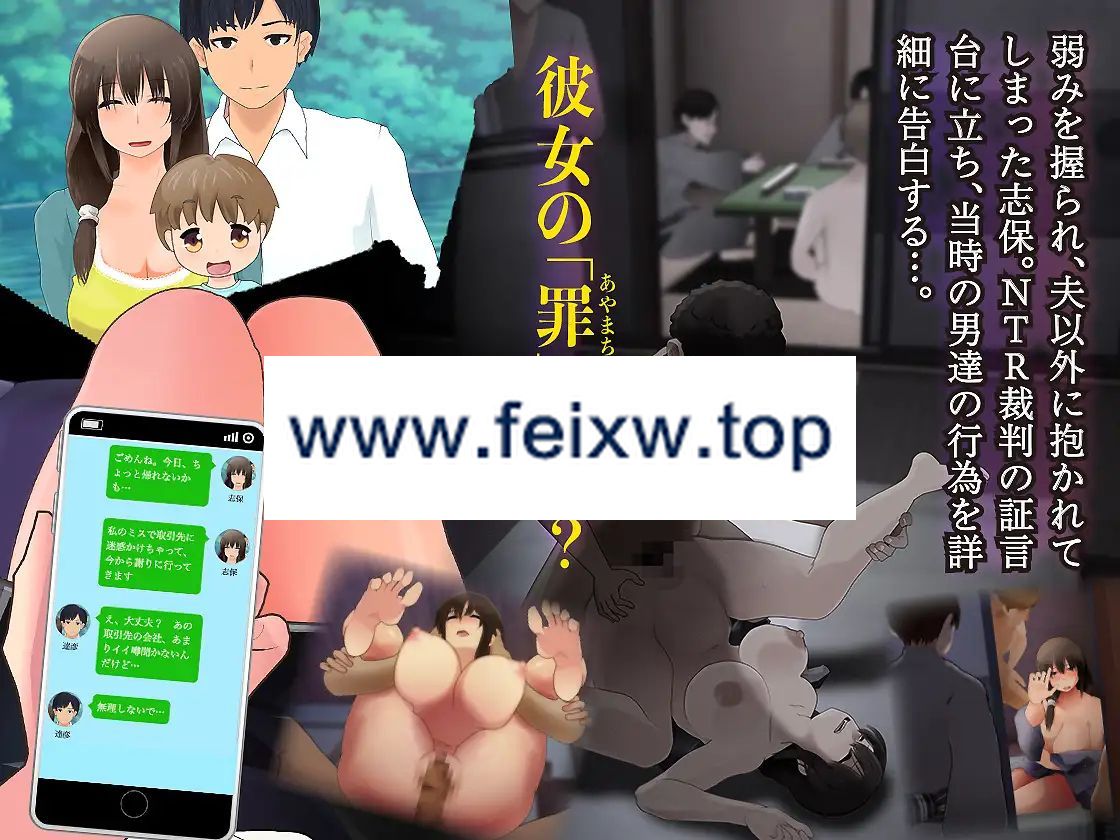 弱みを握られ、夫以外に抱かれて
しまった志保。NTR裁判の証言
台に立ち、当時の男達の行為を詳
細に告白する…。
彼女の「罪
あやまち
?
www.feixw.top
ごめんね。今日、ち
ょっと帰れないか
も…
志保
私のミスで取引先に
迷惑かけちゃって、
今から謝りに行って
きます
志保
え、大丈夫? あの
取引先の会社、あま
りイイ噂聞かないん
だけど…
達彦
無理しないで…
達彦